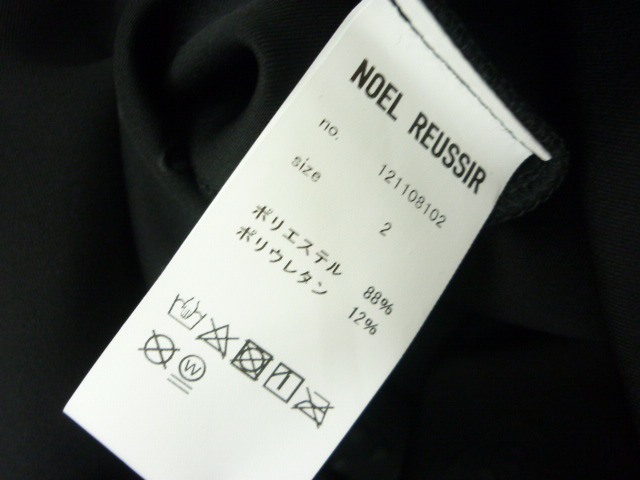 NOEL REUSSIR
no. 121108102
size 2
ポリエステル 88%
ポリウレタン 12%
W